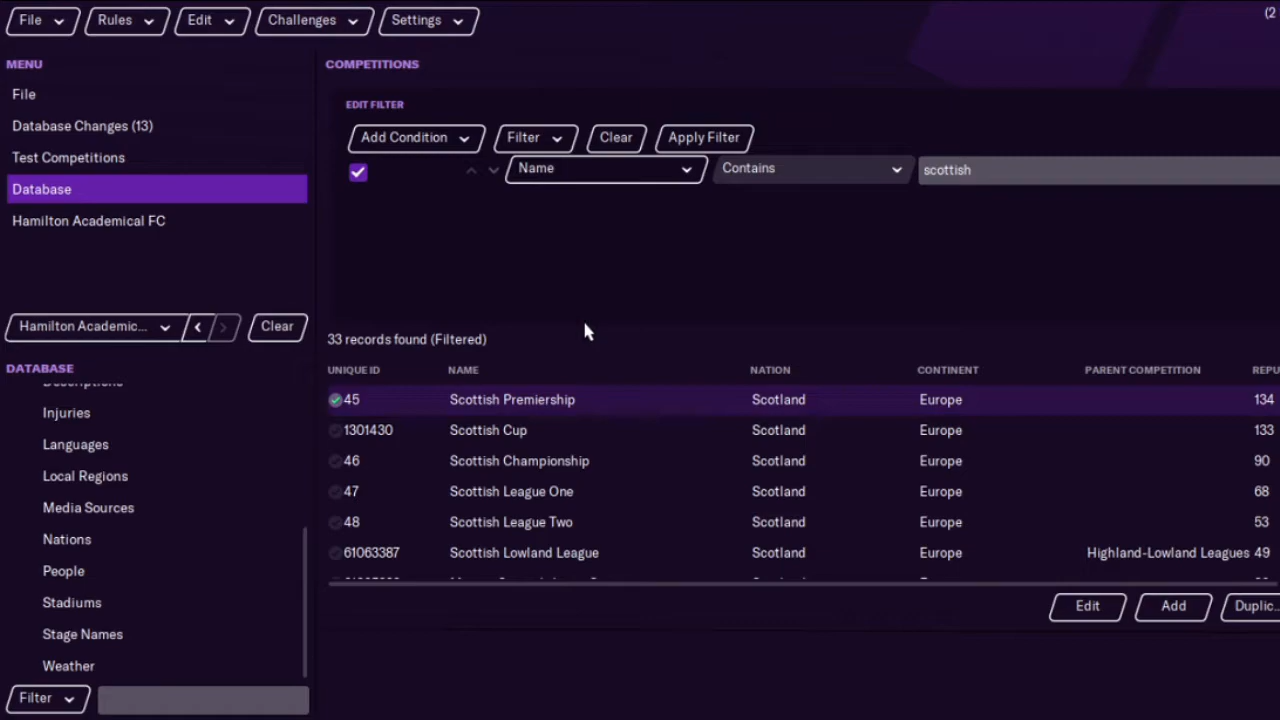 File Rules Edit Challenges Settings (2
MENU
File
Database Changes (13)
Test Competitions
Database
Hamilton Academical FC
Hamilton Academic... Clear
DATABASE
Descriptions
Injuries
Languages
Local Regions
Media Sources
Nations
People
Stadiums
Stage Names
Weather
Filter
COMPETITIONS
EDIT FILTER
Add Condition Filter Clear Apply Filter
Name Contains scottish
33 records found (Filtered)
UNIQUE ID NAME NATION CONTINENT PARENT COMPETITION REPU
45 Scottish Premiership Scotland Europe 134
1301430 Scottish Cup Scotland Europe 133
46 Scottish Championship Scotland Europe 90
47 Scottish League One Scotland Europe 68
48 Scottish League Two Scotland Europe 53
61063387 Scottish Lowland League Scotland Europe Highland-Lowland Leagues 49
Edit Add Duplic...